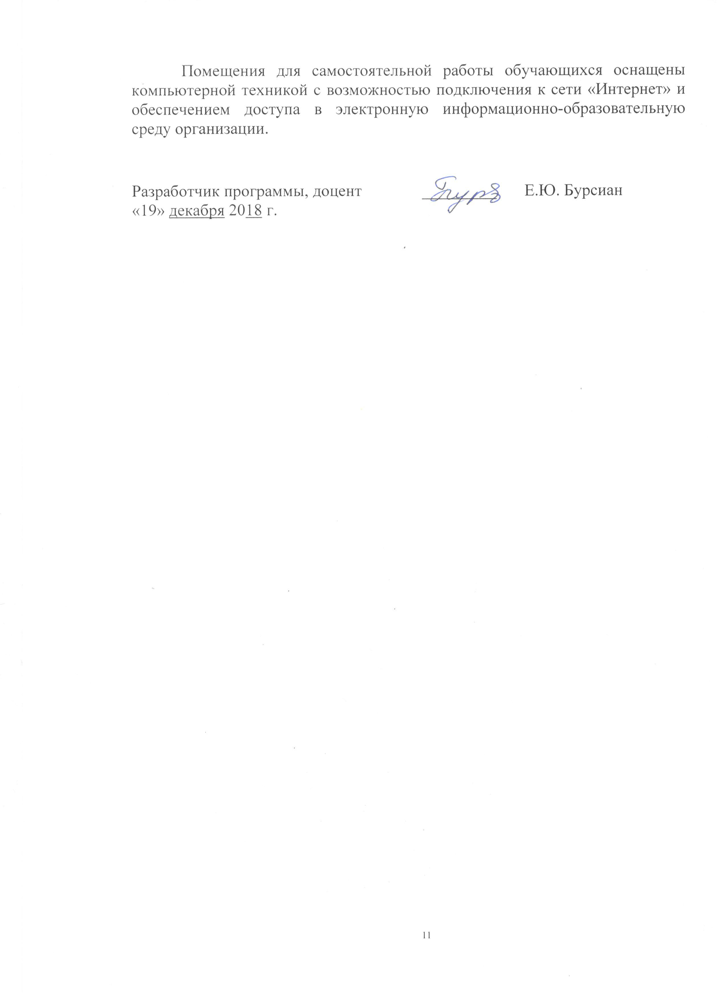 Помещения для самостоятельной работы обучающихся оснащены
компьютерной техникой с возможностью подключения к сети «Интернет» и
обеспечением доступа в электронную информационно-образовательную
среду организации.
Разработчик программы, доцент Е.Ю. Бурсиан
«19» декабря 2018 г.
11